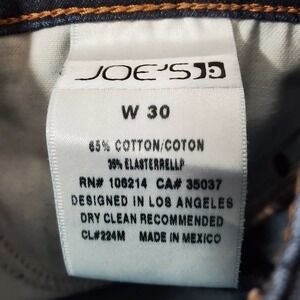 JOE'S
W 30
65% COTTON/COTON
35% ELASTERRELLP
RN# 106214 CA# 35037
DESIGNED IN LOS ANGELES
DRY CLEAN RECOMMENDED
CL#224M MADE IN MEXICO